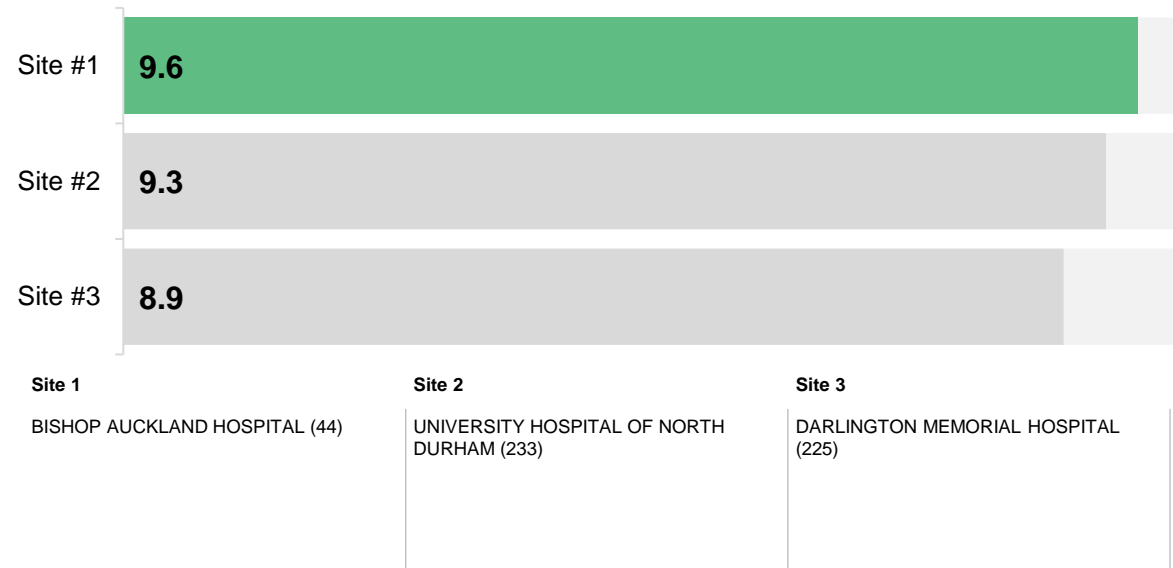 Site #1
9.6
Site #2
9.3
Site #3
8.9
Site 1
BISHOP AUCKLAND HOSPITAL (44)
Site 2
UNIVERSITY HOSPITAL OF NORTH
DURHAM (233)
Site 3
DARLINGTON MEMORIAL HOSPITAL
(225)